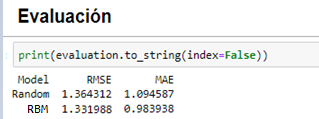 Evaluación
print(evaluation.to_string(index=False))
Model RMSE MAE
Random 1.364312 1.094587
RBM 1.331988 0.983938